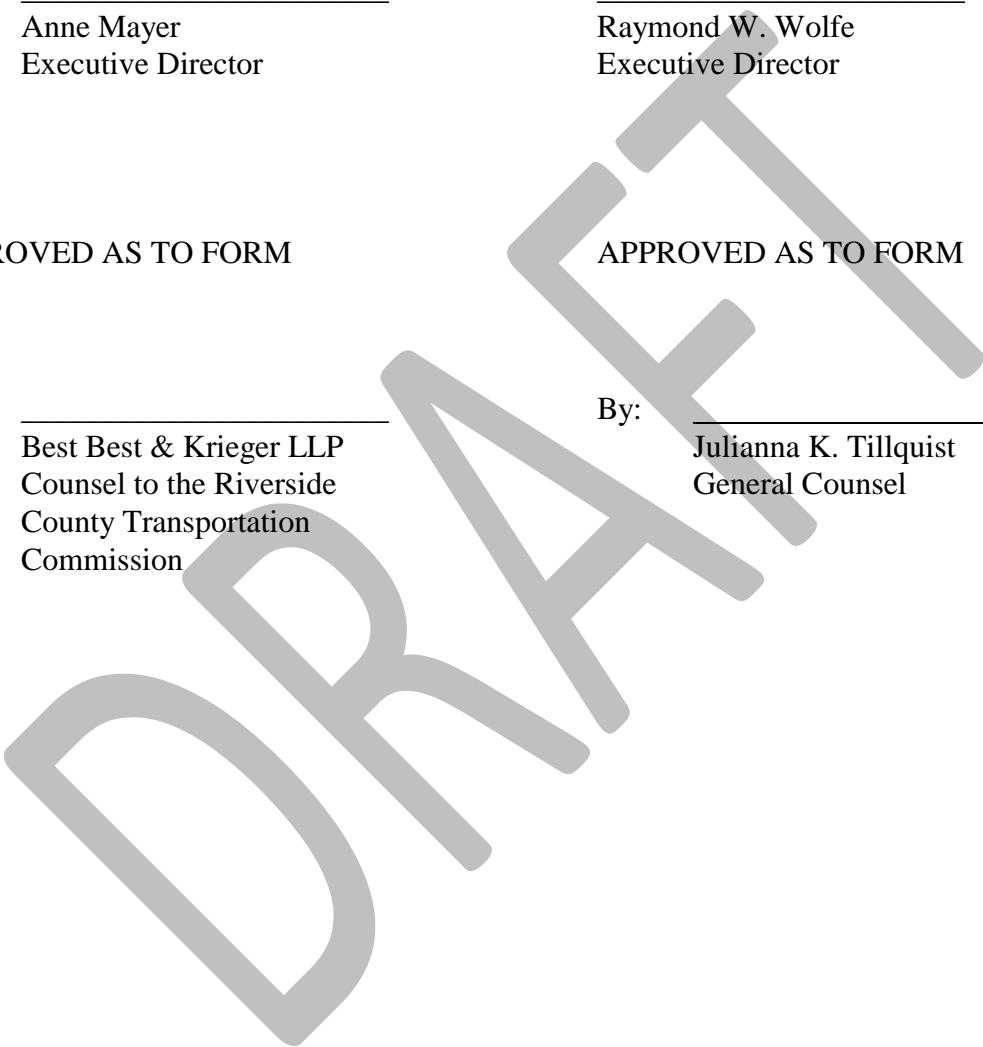 Anne Mayer
Executive Director
Raymond W. Wolfe
Executive Director
ROVED AS TO FORM
APPROVED AS TO FORM
Best Best & Krieger LLP
Counsel to the Riverside
County Transportation
Commission
By:
Julianna K. Tillquist
General Counsel
DRAFT